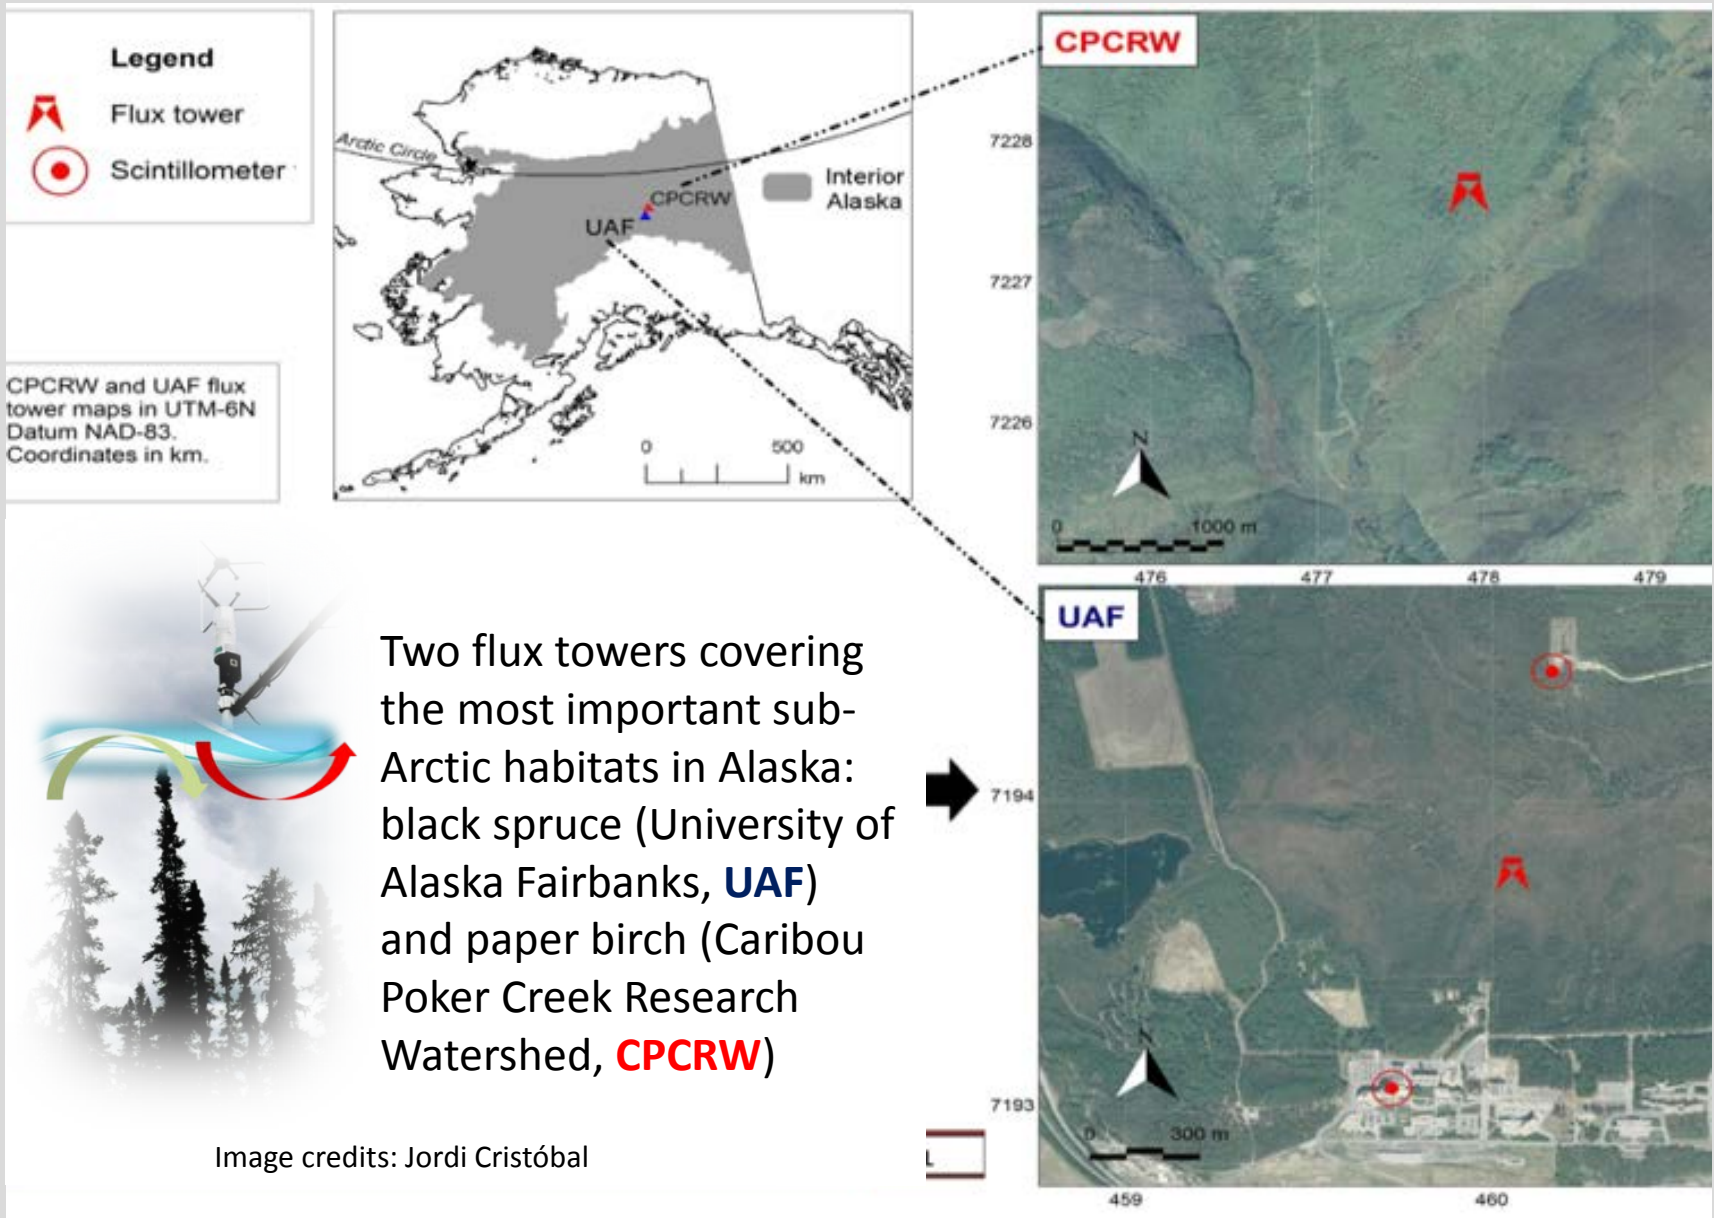 Legend
Flux tower
Scintillometer
CPCRW and UAF flux
tower maps in UTM-6N
Datum NAD-83.
Coordinates in km.
Arctic Circle
CPCRW
UAF
Interior
Alaska
0 500
km
CPCRW
7228
7227
7226
N
0 1000 m
476 477 478 479
UAF
7194
7193
N
0 300 m
459 460
Two flux towers covering
the most important sub-
Arctic habitats in Alaska:
black spruce (University of
Alaska Fairbanks, UAF)
and paper birch (Caribou
Poker Creek Research
Watershed, CPCRW)
Image credits: Jordi Cristóbal